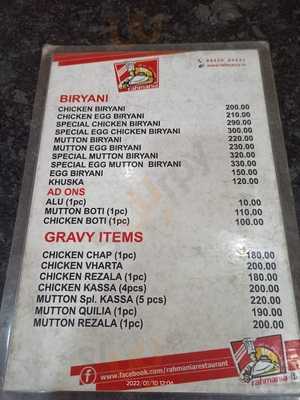 rahmania
BIRYANI
CHICKEN BIRYANI 200.00
CHICKEN EGG BIRYANI 210.00
SPECIAL CHICKEN BIRYANI 290.00
SPECIAL EGG CHICKEN BIRYANI 300.00
MUTTON BIRYANI 220.00
MUTTON EGG BIRYANI 230.00
SPECIAL MUTTON BIRYANI 320.00
SPECIAL EGG MUTTON BIRYANI 330.00
EGG BIRYANI 150.00
KHUSKA 120.00
AD ONS
ALU (1pc) 10.00
MUTTON BOTI (1pc) 110.00
CHICKEN BOTI (1pc) 100.00
GRAVY ITEMS
CHICKEN CHAP (1pc) 180.00
CHICKEN VHARTA 200.00
CHICKEN REZALA (1pc) 180.00
CHICKEN KASSA (4pcs) 200.00
MUTTON Spl. KASSA (5 pcs) 220.00
MUTTON QUILIA (1pc) 190.00
MUTTON REZALA (1pc) 200.00
f www.facebook.com/rahmaniarestaurant
rahmania
2022/01/10 12:04